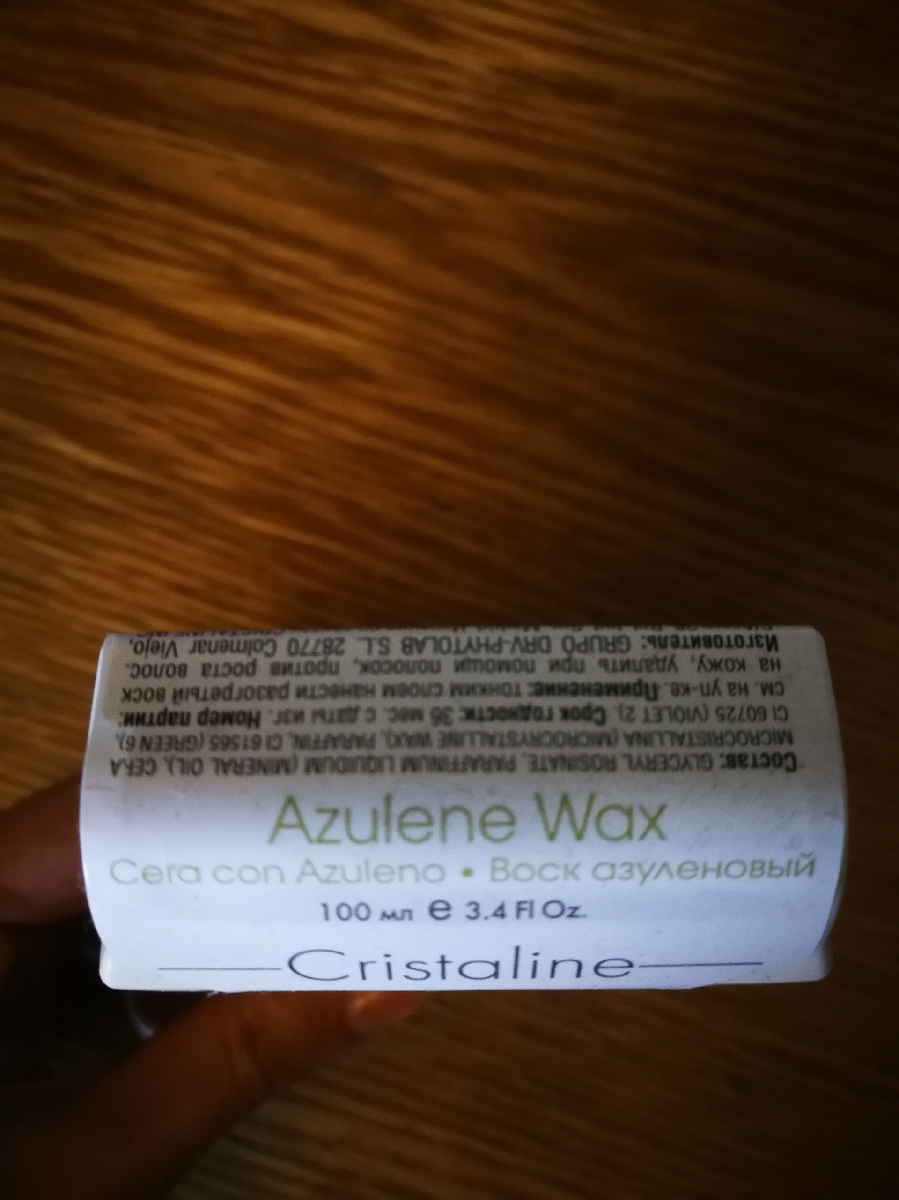 Azulene Wax
Cera con Azuleno • Воск азуленовый
100 мл e 3.4 Fl Oz.
Cristaline
Состав: GLYCERYL ROSINATE, PARAFFINUM LIQUIDUM (MINERAL OIL), CERA
MICROCRISTALLINA (MICROCRYSTALLINE WAX), PARAFFIN, CI 61565 (GREEN 6),
CI 60725 (VIOLET 2). Срок годности: 36 мес. с даты изг. Номер партии:
см. на уп-ке. Применение: тонким слоем нанести разогретый воск
на кожу, удалить при помощи полосок, против роста волос.
Изготовитель: GRUPO DRV-PHYTOLAB S.L. 28770 Colmenar Viejo,